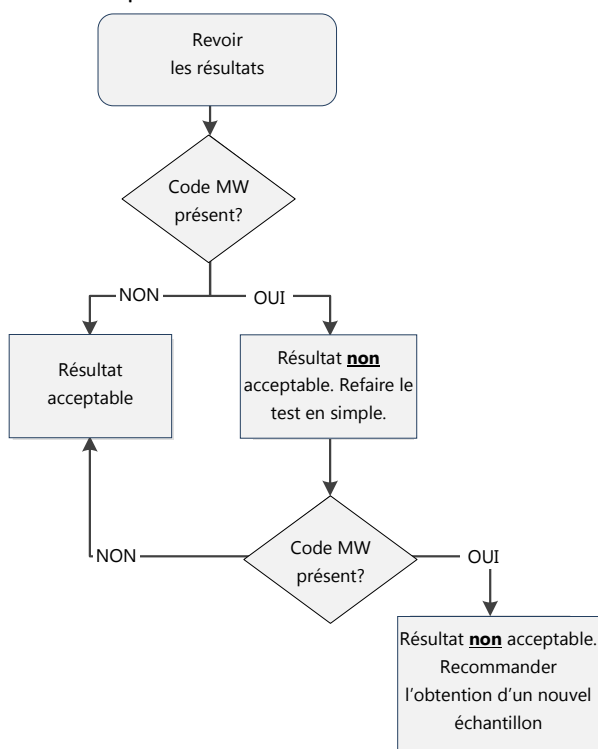 Revoir
les résultats
Code MW
présent?
NON
OUI
Résultat
acceptable
Résultat non
acceptable. Refaire le
test en simple.
Code MW
présent?
NON
OUI
Résultat non acceptable.
Recommander
l'obtention d'un nouvel
échantillon